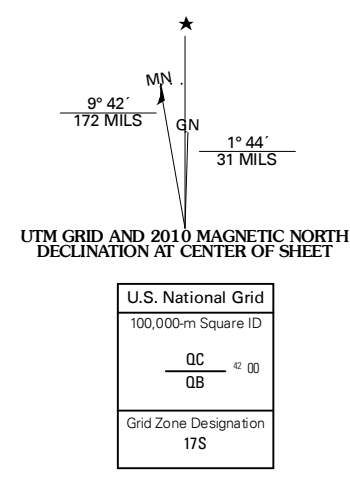 ★
MN
9° 42´
172 MILS
GN
1° 44´
31 MILS
UTM GRID AND 2010 MAGNETIC NORTH
DECLINATION AT CENTER OF SHEET
U.S. National Grid
100,000-m Square ID
QC
42 00
QB
Grid Zone Designation
17S